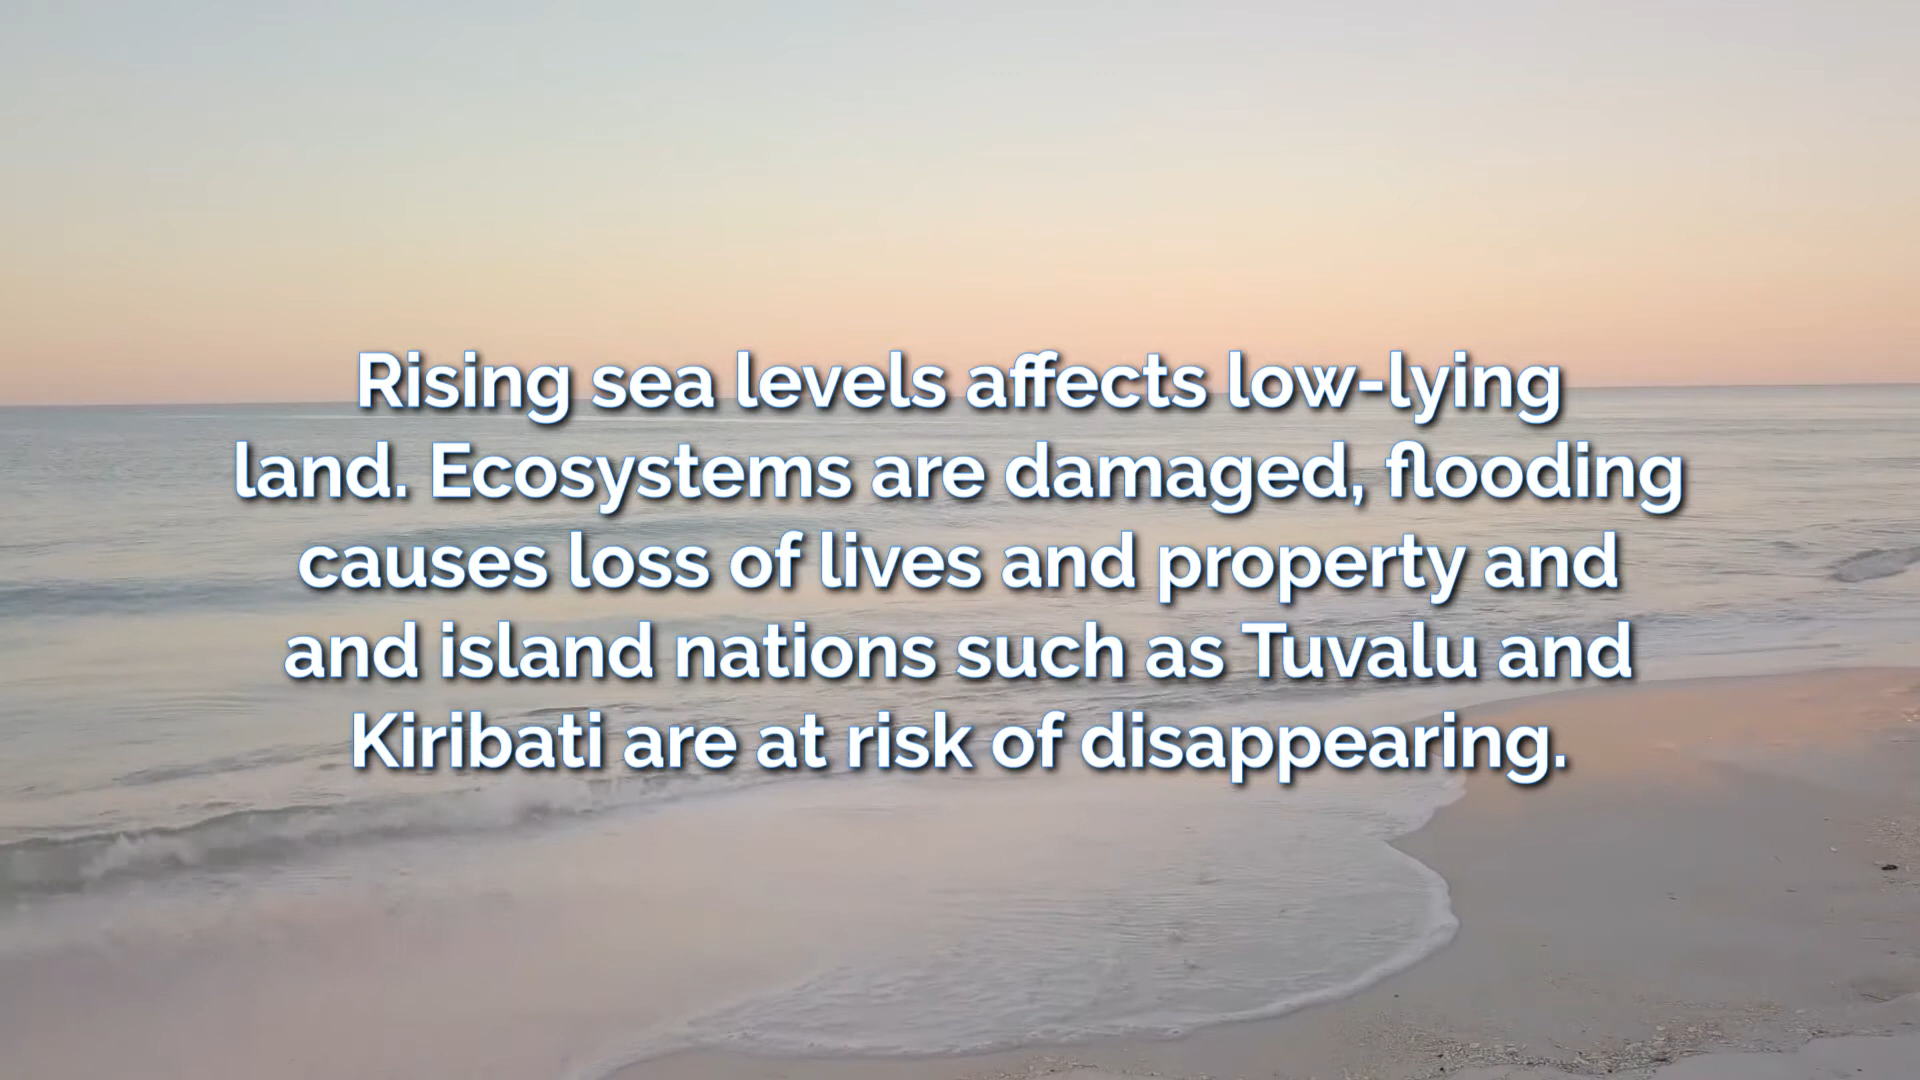 Rising sea levels affects low-lying
land. Ecosystems are damaged, flooding
causes loss of lives and property and
and island nations such as Tuvalu and
Kiribati are at risk of disappearing.